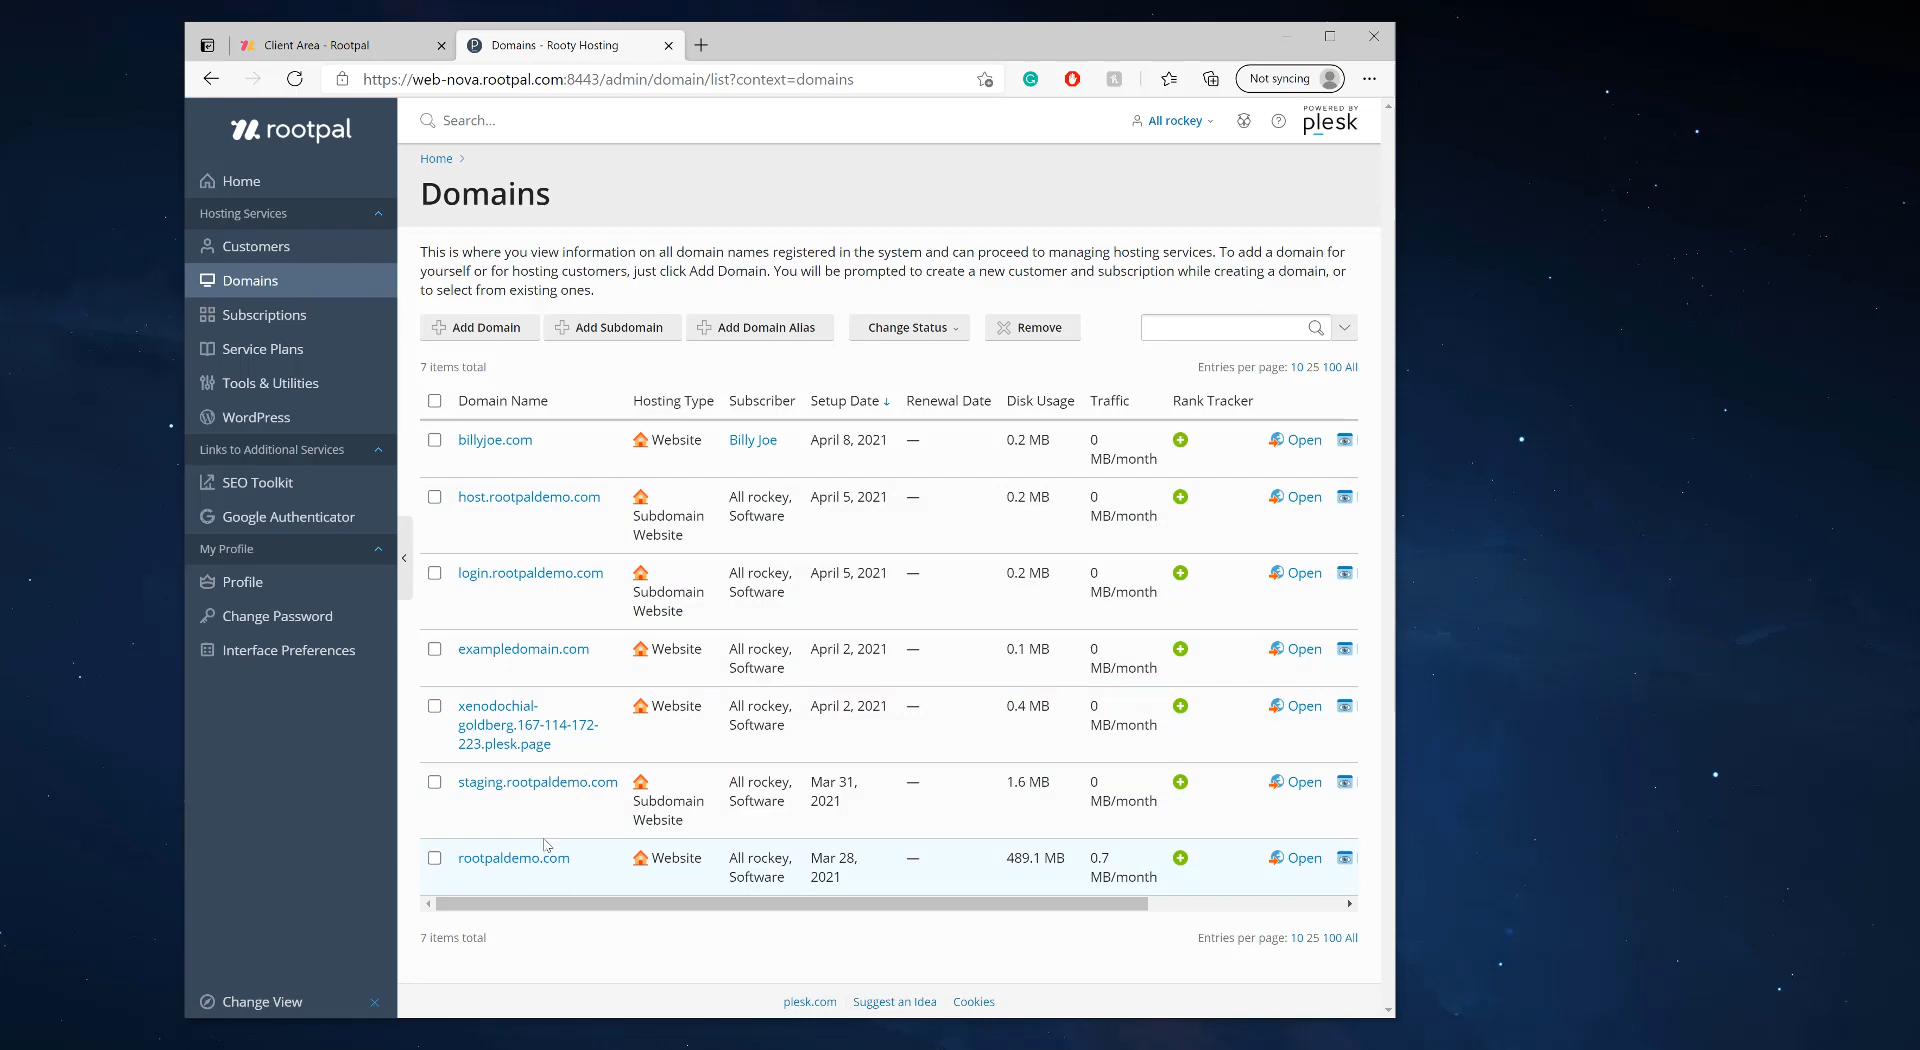 Client Area - Rootpal
Domains - Rooty Hosting
https://web-nova.rootpal.com:8443/admin/domain/list?context=domains
Not syncing
rootpal
Home
Hosting Services
Customers
Domains
Subscriptions
Service Plans
Tools & Utilities
WordPress
Links to Additional Services
SEO Toolkit
Google Authenticator
My Profile
Profile
Change Password
Interface Preferences
Change View
Search...
All rockey
POWERED BY
plesk
Home
Domains
This is where you view information on all domain names registered in the system and can proceed to managing hosting services. To add a domain for
yourself or for hosting customers, just click Add Domain. You will be prompted to create a new customer and subscription while creating a domain, or
to select from existing ones.
Add Domain Add Subdomain Add Domain Alias Change Status Remove
7 items total Entries per page: 10 25 100 All
Domain Name Hosting Type Subscriber Setup Date Renewal Date Disk Usage Traffic Rank Tracker
billyjoe.com Website Billy Joe April 8, 2021 — 0.2 MB 0 Open
MB/month
host.rootpaldemo.com All rockey, April 5, 2021 — 0.2 MB 0 Open
Subdomain Software MB/month
Website
login.rootpaldemo.com All rockey, April 5, 2021 — 0.2 MB 0 Open
Subdomain Software MB/month
Website
exampledomain.com Website All rockey, April 2, 2021 — 0.1 MB 0 Open
Software MB/month
xenodochial- Website All rockey, April 2, 2021 — 0.4 MB 0 Open
goldberg.167-114-172- Software MB/month
223.plesk.page
staging.rootpaldemo.com All rockey, Mar 31, — 1.6 MB 0 Open
Subdomain Software 2021 MB/month
Website
rootpaldemo.com Website All rockey, Mar 28, — 489.1 MB 0.7 Open
Software 2021 MB/month
7 items total Entries per page: 10 25 100 All
plesk.com Suggest an Idea Cookies